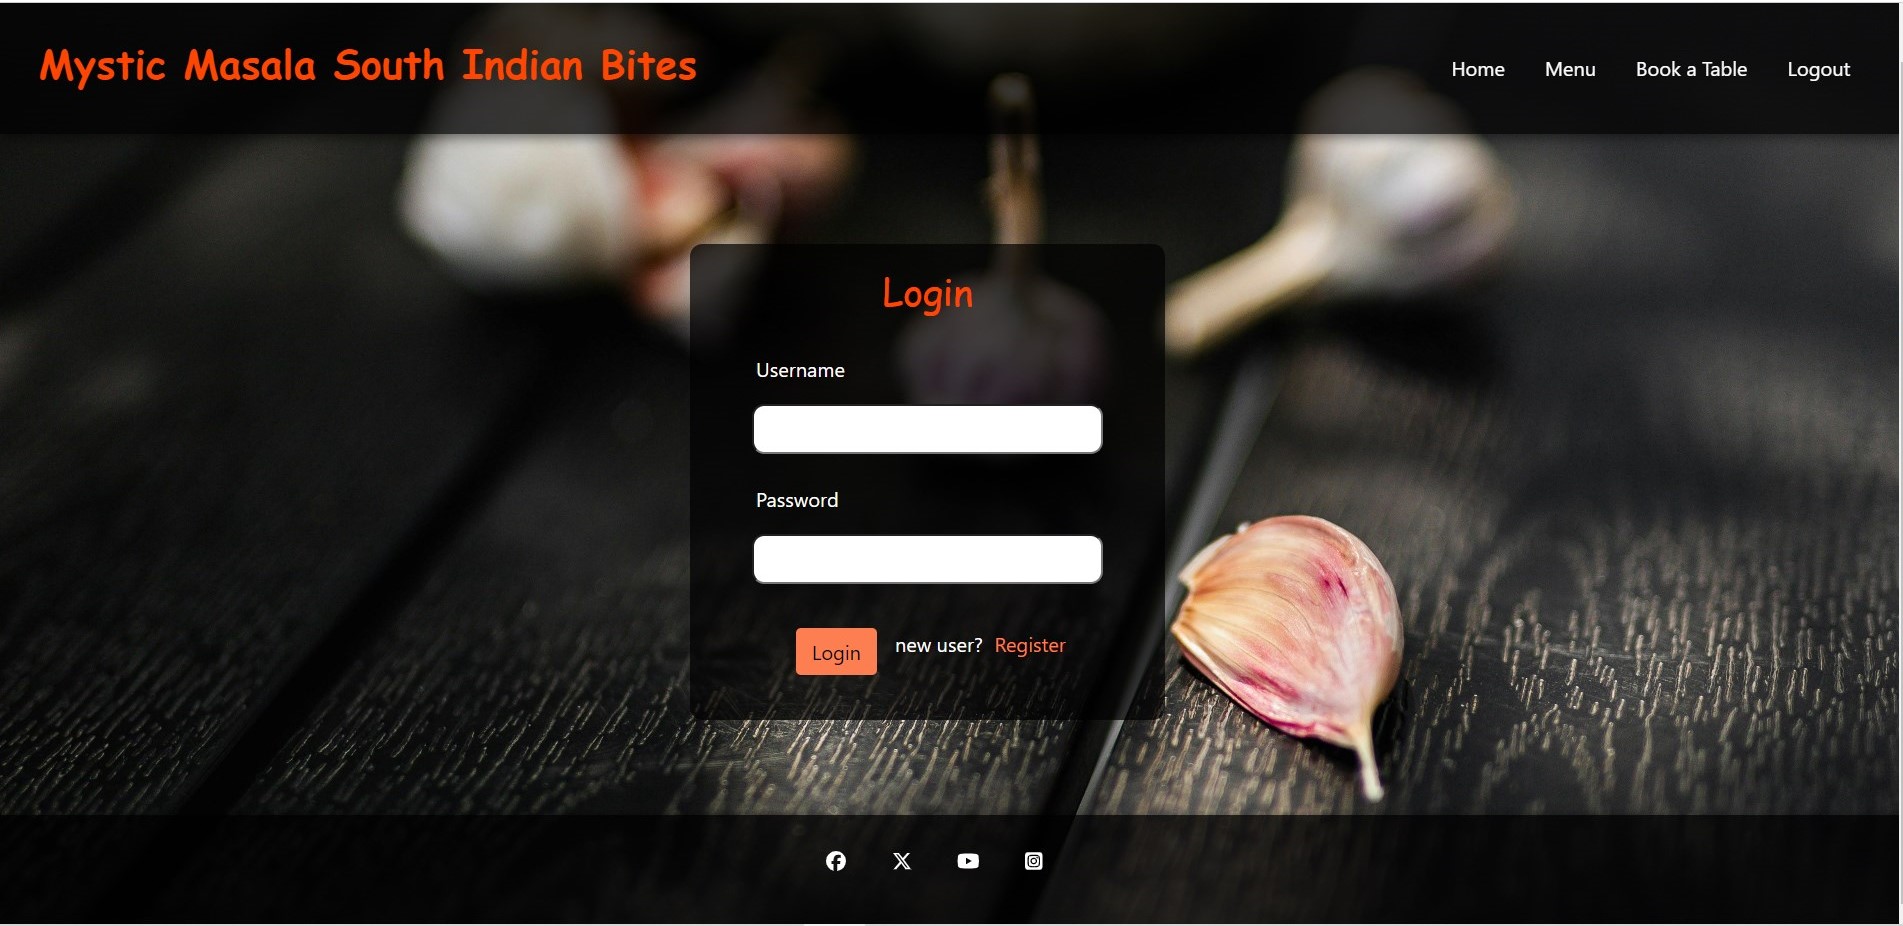 Mystic Masala South Indian Bites
Home Menu Book a Table Logout
Login
Username
Password
Login new user? Register